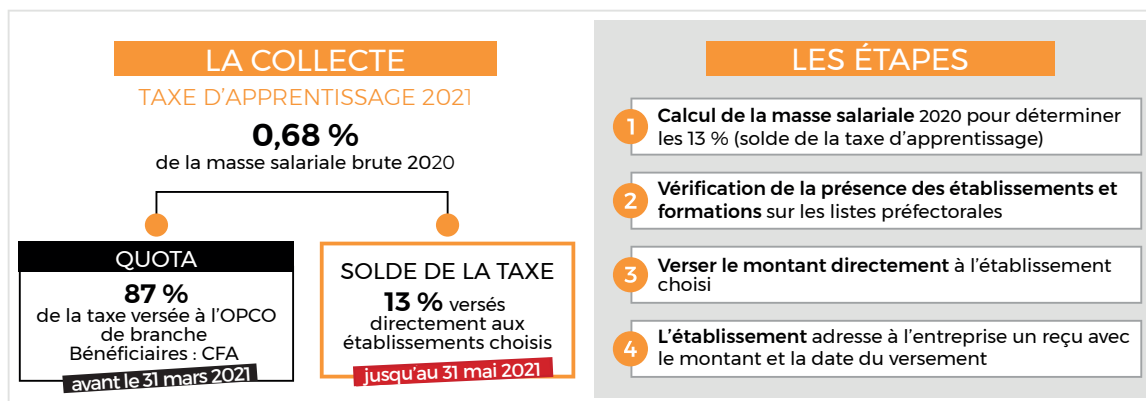 LA COLLECTE
TAXE D'APPRENTISSAGE 2021
0,68 %
de la masse salariale brute 2020
QUOTA
87 %
de la taxe versée à l'OPCO
de branche
Bénéficiaires : CFA
avant le 31 mars 2021
SOLDE DE LA TAXE
13 % versés
directement aux
établissements choisis
jusqu'au 31 mai 2021
LES ÉTAPES
1
Calcul de la masse salariale 2020 pour déterminer
les 13 % (solde de la taxe d'apprentissage)
2
Vérification de la présence des établissements et
formations sur les listes préfectorales
3
Verser le montant directement à l'établissement
choisi
4
L'établissement adresse à l'entreprise un reçu avec
le montant et la date du versement